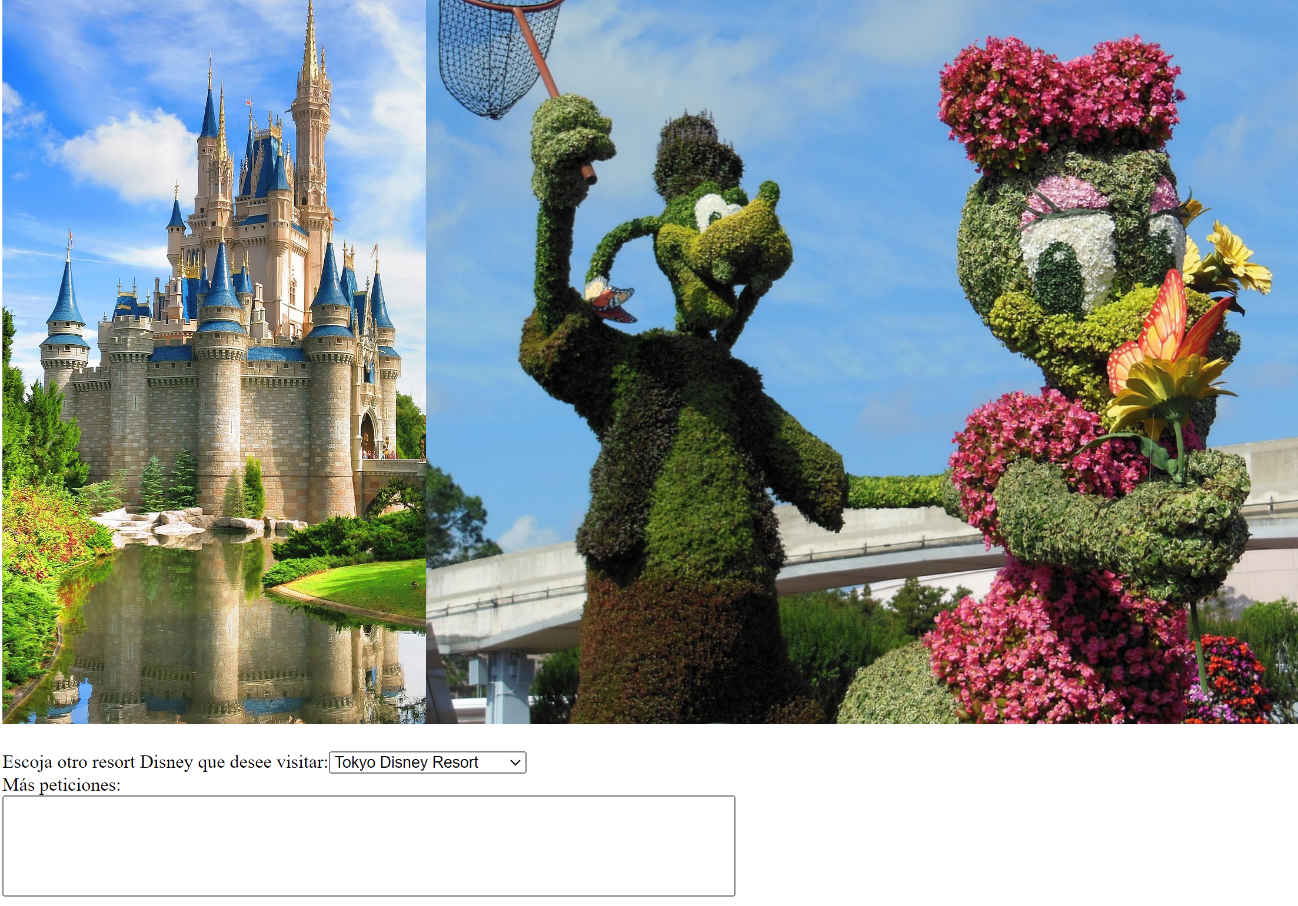 Escoja otro resort Disney que desee visitar: Tokyo Disney Resort
Más peticiones: